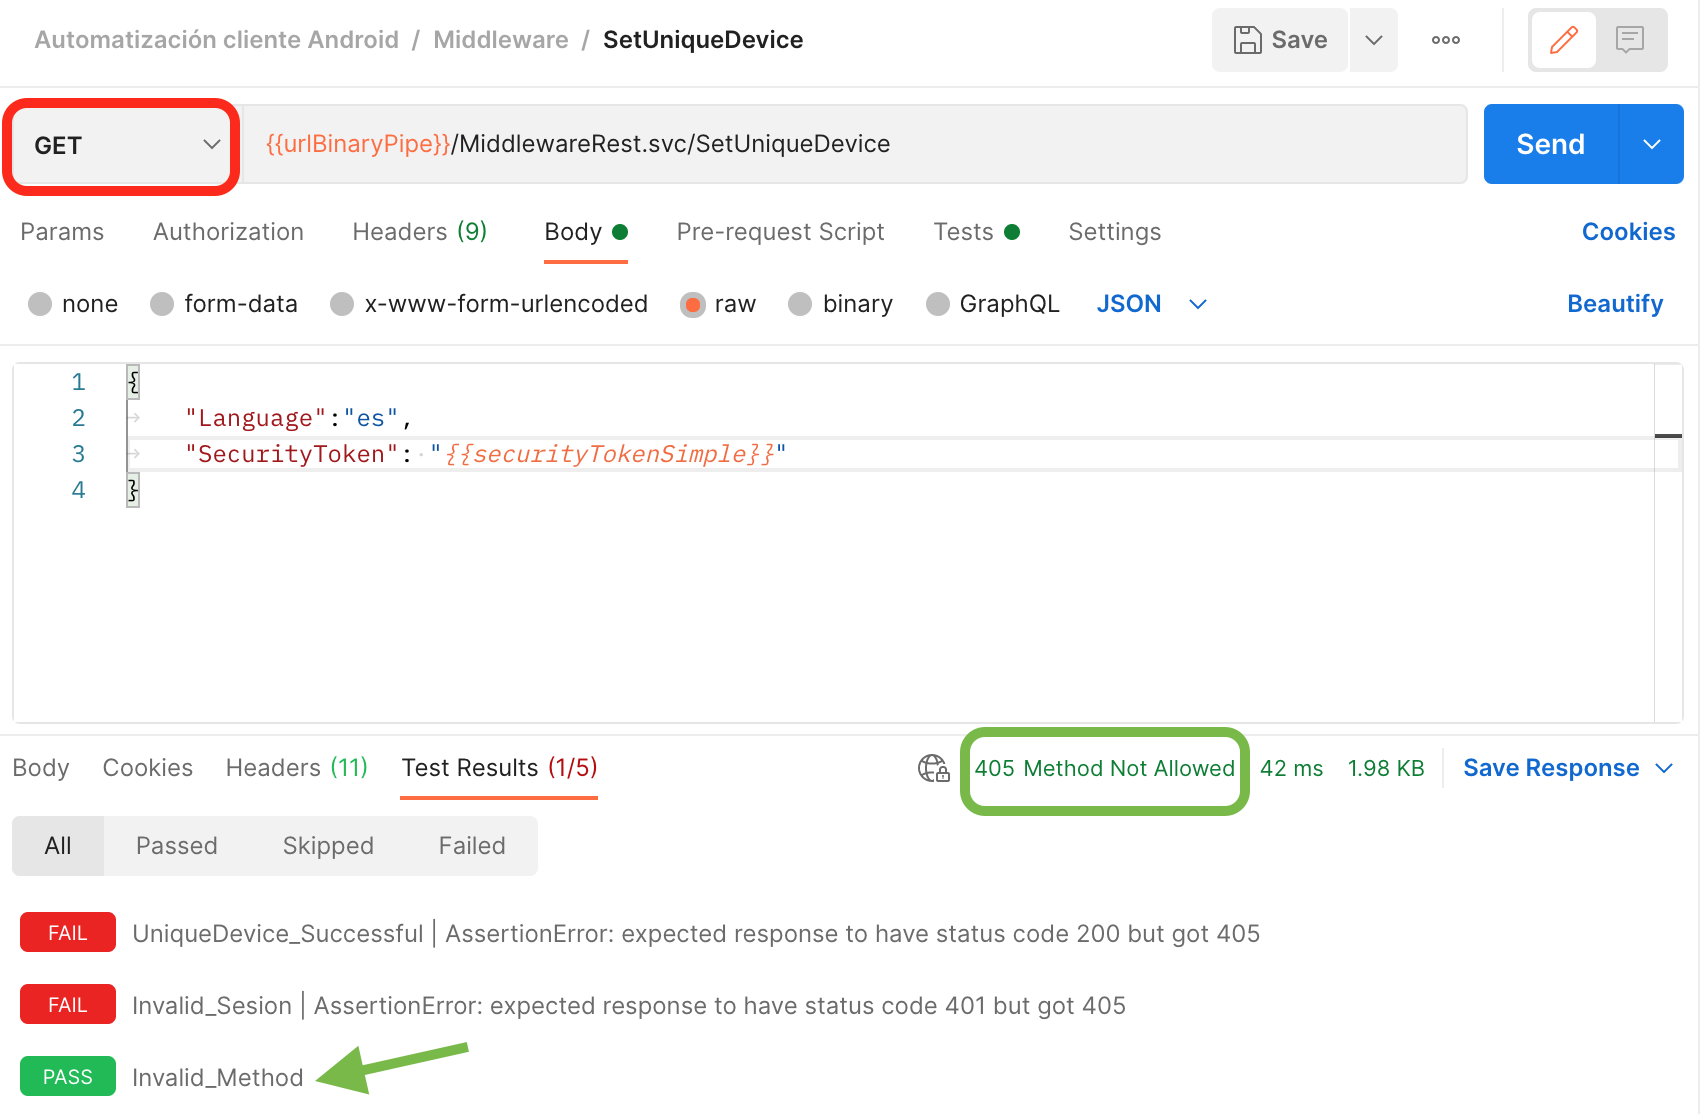 Automatización cliente Android / Middleware / SetUniqueDevice Save
GET {{urlBinaryPipe}}/MiddlewareRest.svc/SetUniqueDevice Send
Params Authorization Headers (9) Body Pre-request Script Tests Settings Cookies
none form-data x-www-form-urlencoded raw binary GraphQL JSON Beautify
1 {
2 "Language":"es",
3 "SecurityToken": "{{securityTokenSimple}}"
4 }
Body Cookies Headers (11) Test Results (1/5) 405 Method Not Allowed 42 ms 1.98 KB Save Response
All Passed Skipped Failed
FAIL UniqueDevice_Successful | AssertionError: expected response to have status code 200 but got 405
FAIL Invalid_Sesion | AssertionError: expected response to have status code 401 but got 405
PASS Invalid_Method